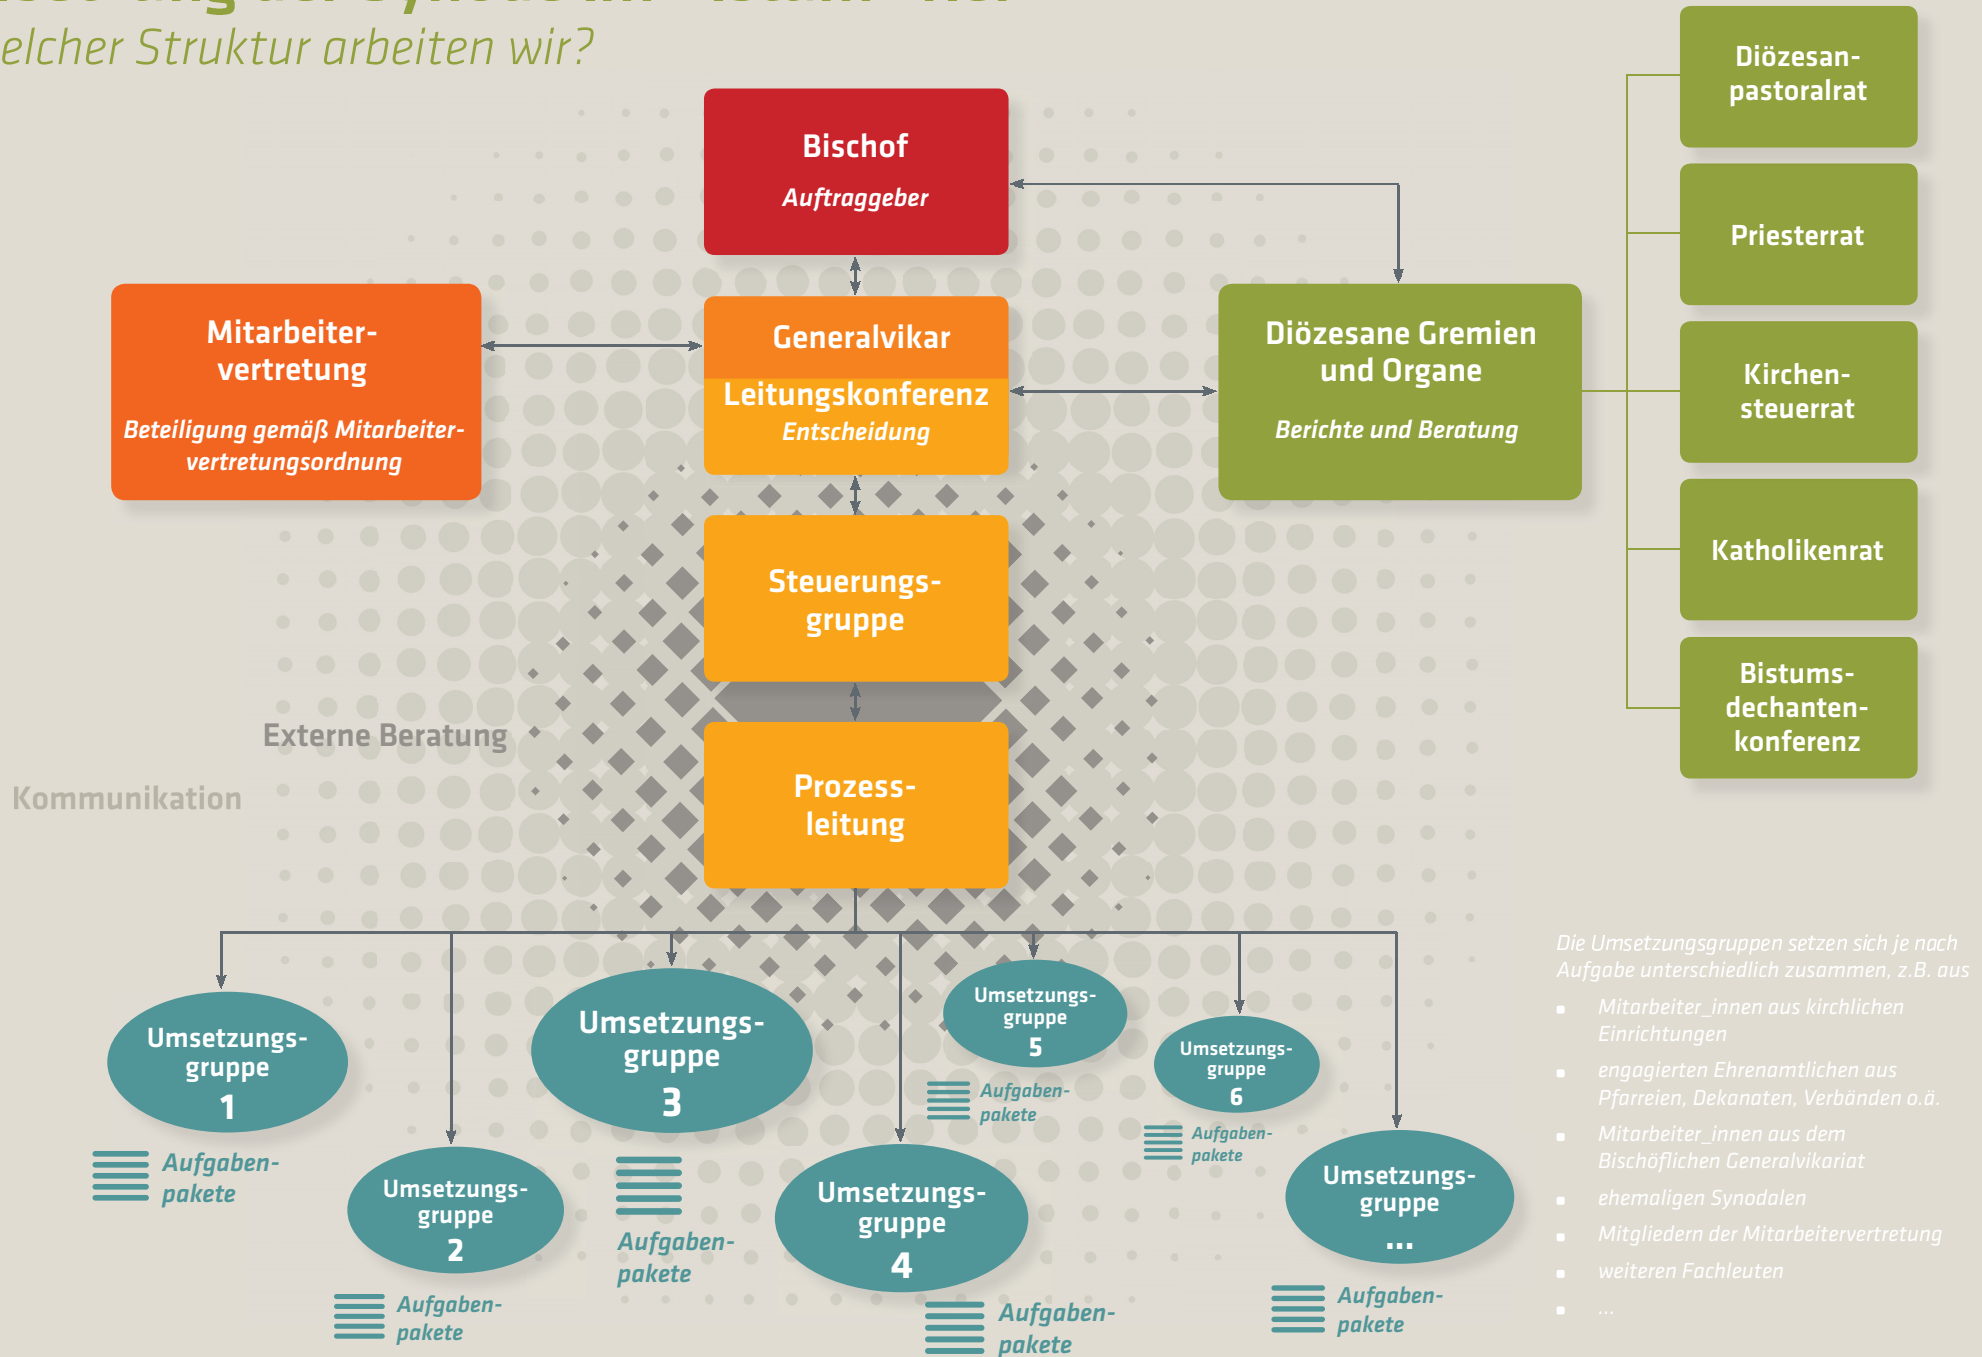 der Synode im
elcher Struktur arbeiten wir?
Bischof
Auftraggeber
Mitarbeiter-
vertretung
Beteiligung gemäß Mitarbeiter-
vertretungsordnung
Generalvikar
Leitungskonferenz
Entscheidung
Diözesane Gremien
und Organe
Berichte und Beratung
Diözesan-
pastoralrat
Priesterrat
Kirchen-
steuerrat
Katholikenrat
Bistums-
dechanten-
konferenz
Steuerungs-
gruppe
Externe Beratung
Kommunikation
Prozess-
leitung
Umsetzungs-
gruppe
1
Aufgaben-
pakete
Umsetzungs-
gruppe
2
Aufgaben-
pakete
Umsetzungs-
gruppe
3
Aufgaben-
pakete
Umsetzungs-
gruppe
4
Aufgaben-
pakete
Umsetzungs-
gruppe
5
Aufgaben-
pakete
Umsetzungs-
gruppe
6
Aufgaben-
pakete
Umsetzungs-
gruppe
...
Aufgaben-
pakete
Die Umsetzungsgruppen setzen sich je nach
Aufgabe unterschiedlich zusammen, z.B. aus
▪ Mitarbeiter_innen aus kirchlichen
Einrichtungen
▪ engagierten Ehrenamtlichen aus
Pfarreien, Dekanaten, Verbänden o.ä.
▪ Mitarbeiter_innen aus dem
Bischöflichen Generalvikariat
▪ ehemaligen Synodalen
▪ Mitgliedern der Mitarbeitervertretung
▪ weiteren Fachleuten
▪ ...